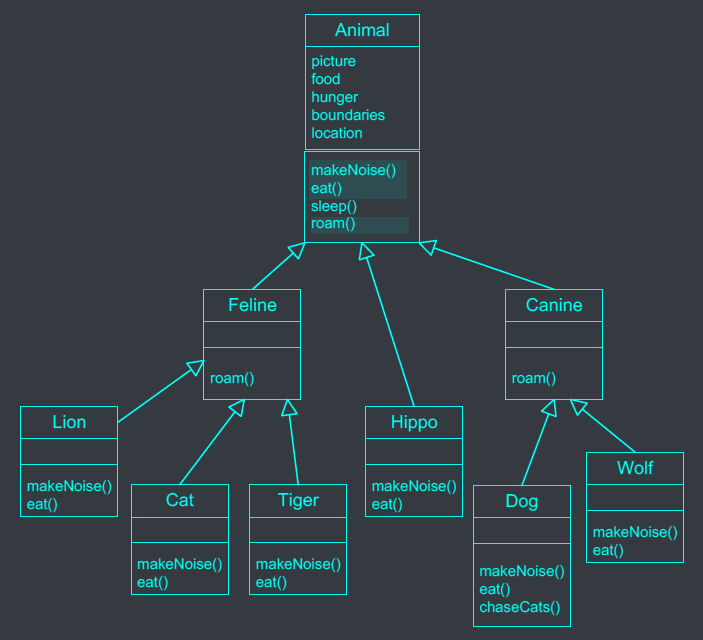 Animal
picture
food
hunger
boundaries
location
makeNoise()
eat()
sleep()
roam()
Feline
roam()
Canine
roam()
Lion
makeNoise()
eat()
Cat
makeNoise()
eat()
Tiger
makeNoise()
eat()
Hippo
makeNoise()
eat()
Dog
makeNoise()
eat()
chaseCats()
Wolf
makeNoise()
eat()